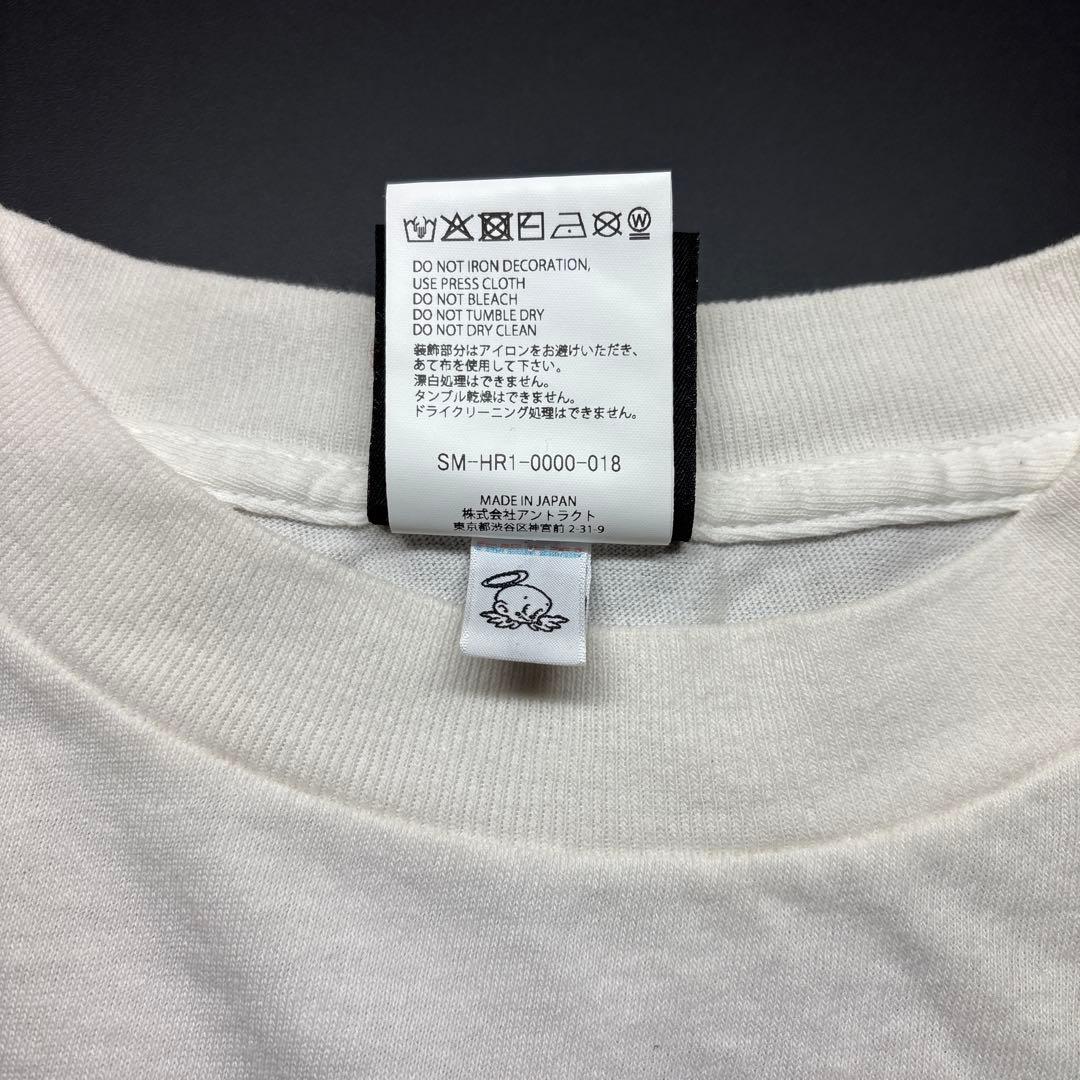 W
DO NOT IRON DECORATION,
USE PRESS CLOTH
DO NOT BLEACH
DO NOT TUMBLE DRY
DO NOT DRY CLEAN
装飾部分はアイロンをお避けいただき、
あて布を使用して下さい。
漂白処理はできません。
タンブル乾燥はできません。
ドライクリーニング処理はできません。
SM-HR1-0000-018
MADE IN JAPAN
株式会社アントラクト
東京都渋谷区神宮前 2-31-9